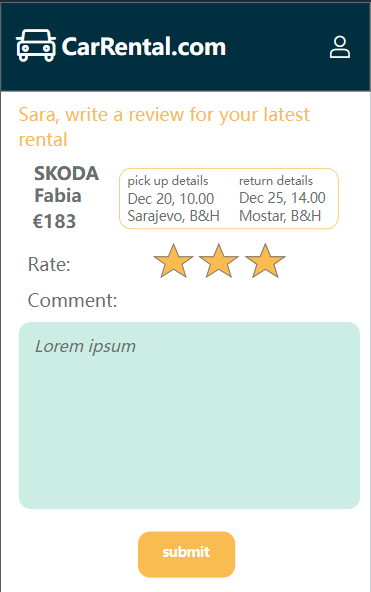 CarRental.com
Sara, write a review for your latest
rental
SKODA
Fabia
€183
pick up details
Dec 20, 10.00
Sarajevo, B&H
return details
Dec 25, 14.00
Mostar, B&H
Rate:
Comment:
Lorem ipsum
submit